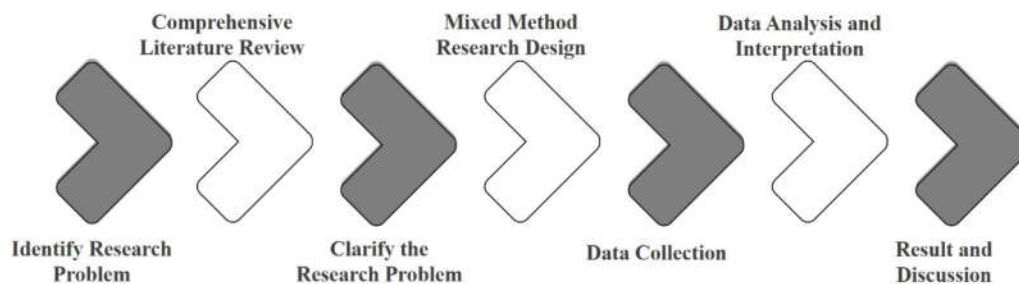 Comprehensive
Literature Review
Mixed Method
Research Design
Data Analysis and
Interpretation
Identify Research
Problem
Clarify the
Research Problem
Data Collection
Result and
Discussion